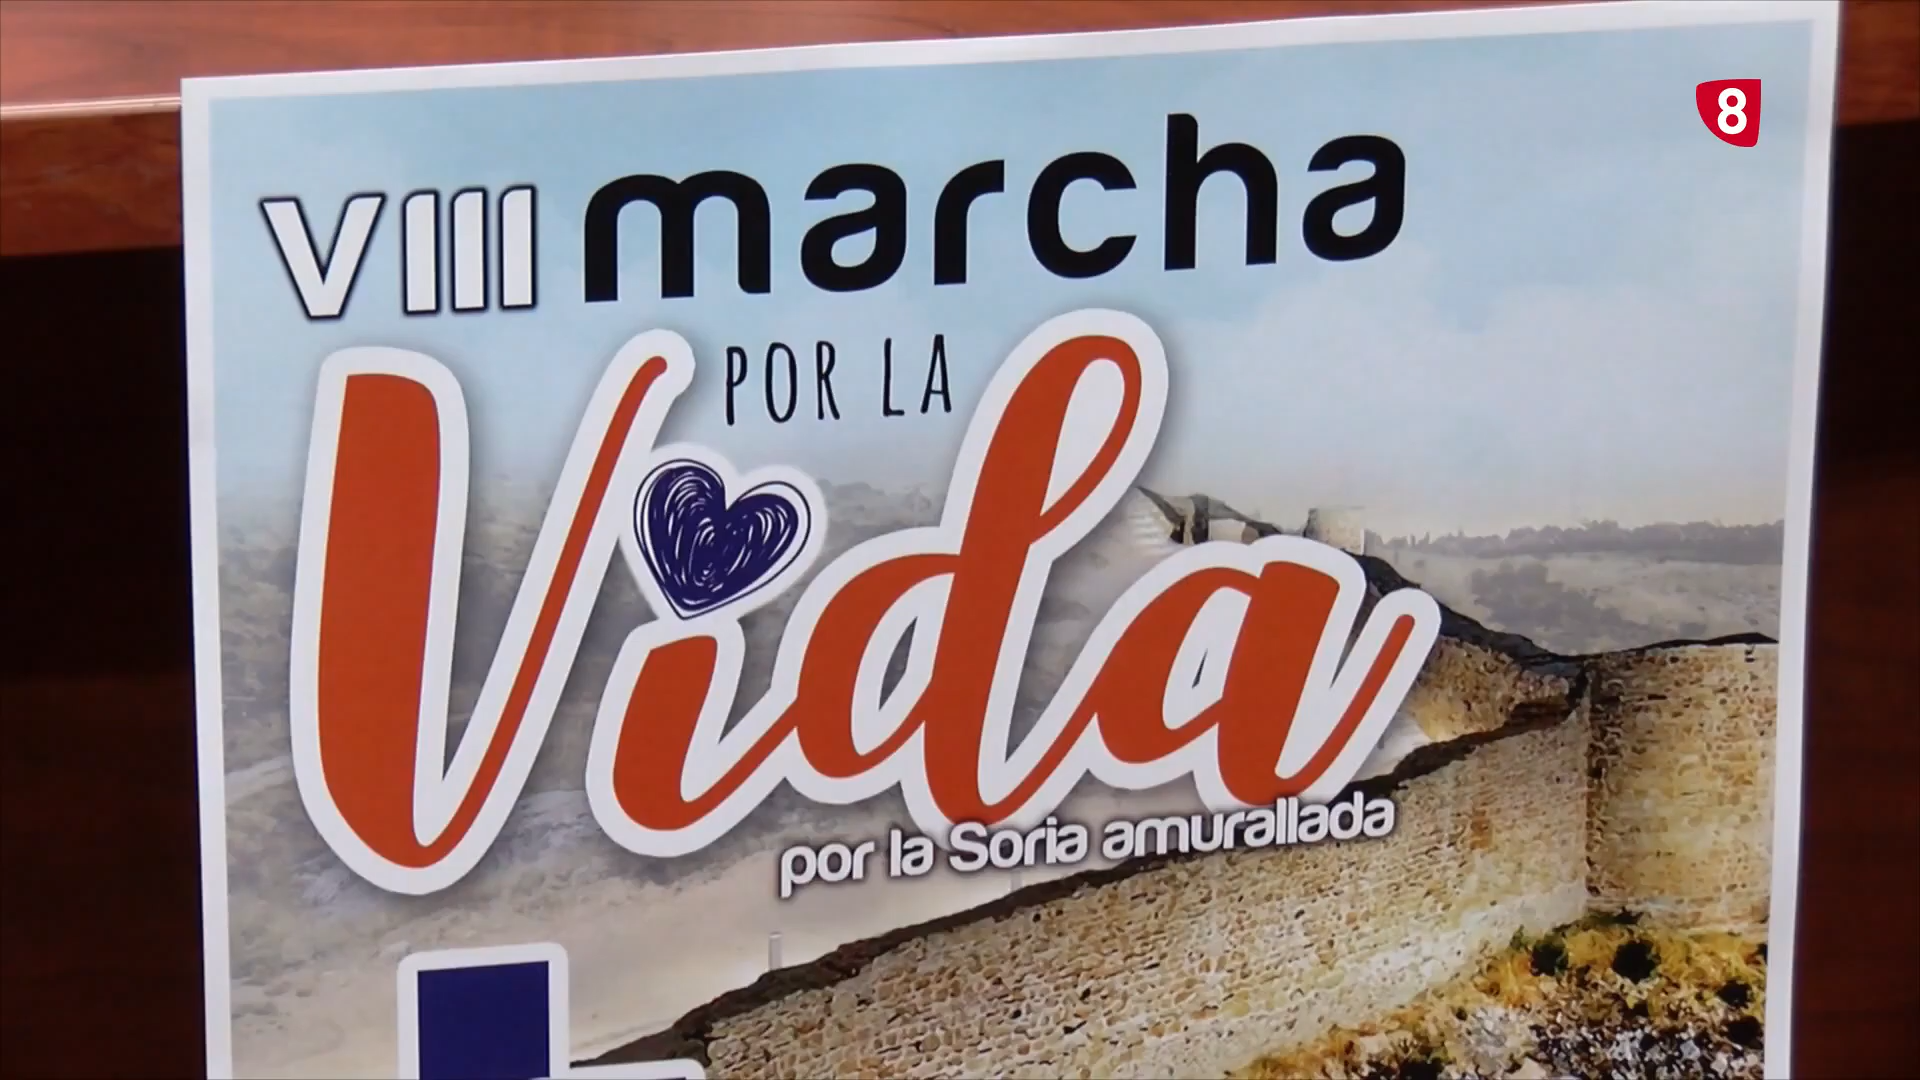 8
VIII marcha
POR LA
Vida
por la Soria amurallada